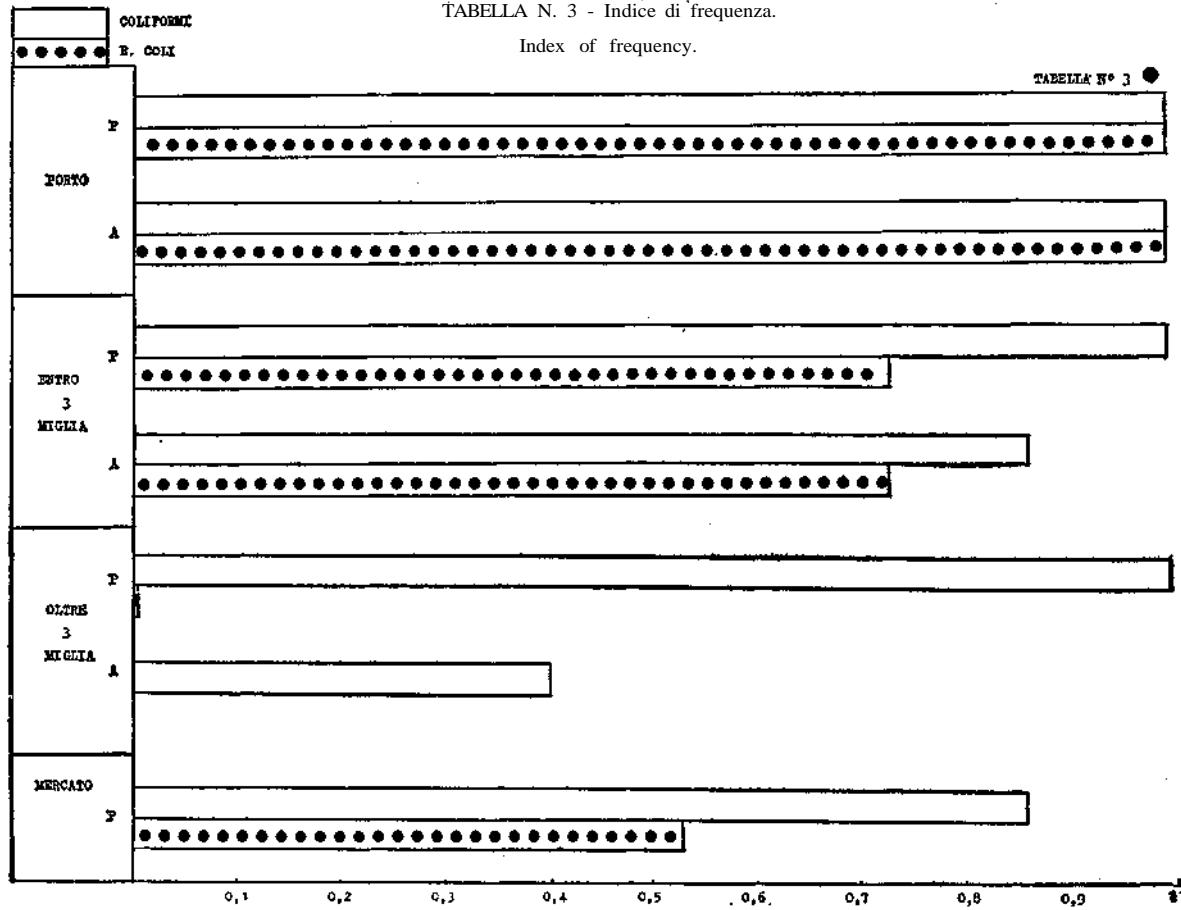 TABELLA N. 3 - Indice di frequenza.
Index of frequency.
COLIFORMI
E. COLI
TABELLA N° 3
P
PORTO
A
P
ENTRO
3
MIGLIA
A
P
OLTRE
3
MIGLIA
A
MERCATO
P
0,1 0,2 0,3 0,4 0,5 0,6 0,7 0,8 0,9